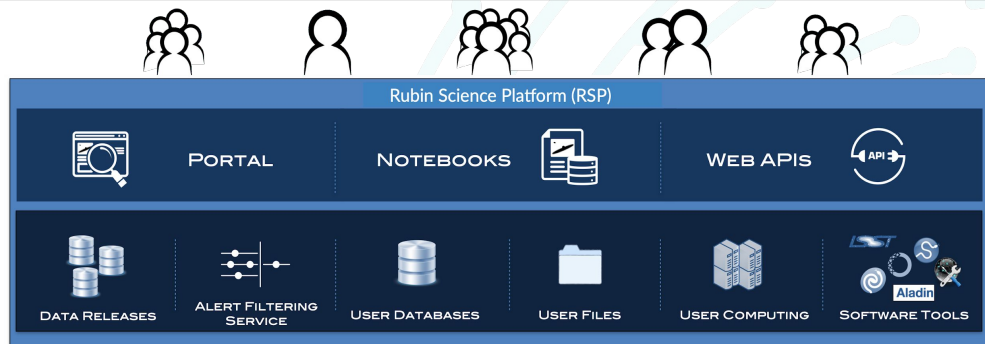 Rubin Science Platform (RSP)
PORTAL
NOTEBOOKS
WEB APIS
API
DATA RELEASES
ALERT FILTERING
SERVICE
USER DATABASES
USER FILES
USER COMPUTING
LSST
Aladin
SOFTWARE TOOLS